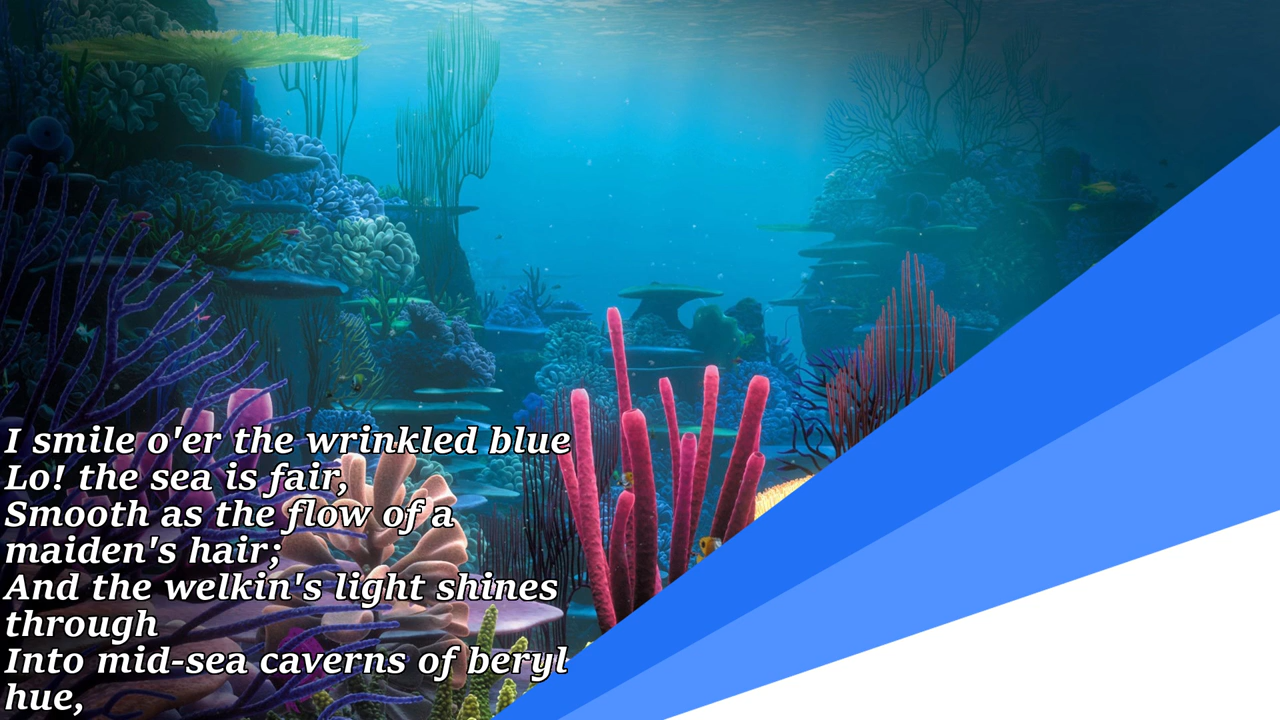 I smile o'er the wrinkled blue
Lo! the sea is fair,
Smooth as the flow of a
maiden's hair;
And the welkin's light shines
through
Into mid-sea caverns of beryl
hue,